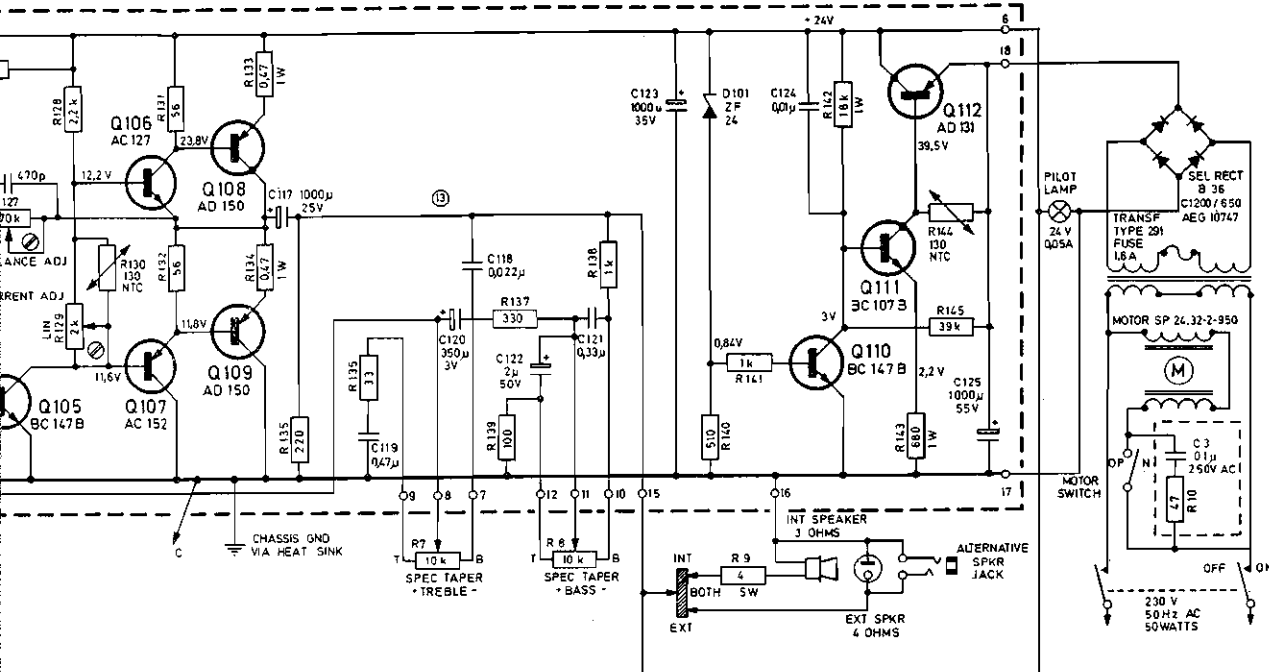 + 24V
6
18
R133
0,47
1W
R128
2,2 k
R131
56
Q106
AC 127
23,8V
Q108
AD 150
470p
127
12,2 V
C117 1000µ
25V
13
C123
1000 µ
35V
D101
ZF
24
C124
0,01µ
R142
18k
1W
Q112
AD 131
39,5V
PILOT
LAMP
24 V
0,05A
SEL RECT
B 36
C1200 / 650
AEG 10747
TRANSF
TYPE 291
FUSE
1,6A
ANCE ADJ
R130
130
NTC
R132
56
R134
0,47
1W
C118
0,022µ
R138
1k
R144
130
NTC
Q111
BC 107 B
RRENT ADJ
LIN
R129
2k
11,8V
C120
350µ
3V
R137
330
C121
0,33µ
3V
R145
39 k
MOTOR SP 24.32-2-950
M
11,6V
Q109
AD 150
R135
33
C122
2µ
50V
0,84V
1k
R141
Q110
BC 147 B
2,2 V
C125
1000µ
55V
Q105
BC 147 B
Q107
AC 152
R135
220
C119
0,47µ
R139
100
510
R140
R143
680
1W
OP
N
C3
0,1µ
250V AC
47
R10
MOTOR
SWITCH
9
8
7
12
11
10
15
16
17
C
CHASSIS GND
VIA HEAT SINK
R7
T
10 k
B
SPEC TAPER
+ TREBLE -
T
10 k
B
SPEC TAPER
+ BASS -
INT SPEAKER
3 OHMS
INT
BOTH
EXT
R 9
4
5W
EXT SPKR
4 OHMS
ALTERNATIVE
SPKR
JACK
OFF
230 V
50 Hz AC
50 WATTS